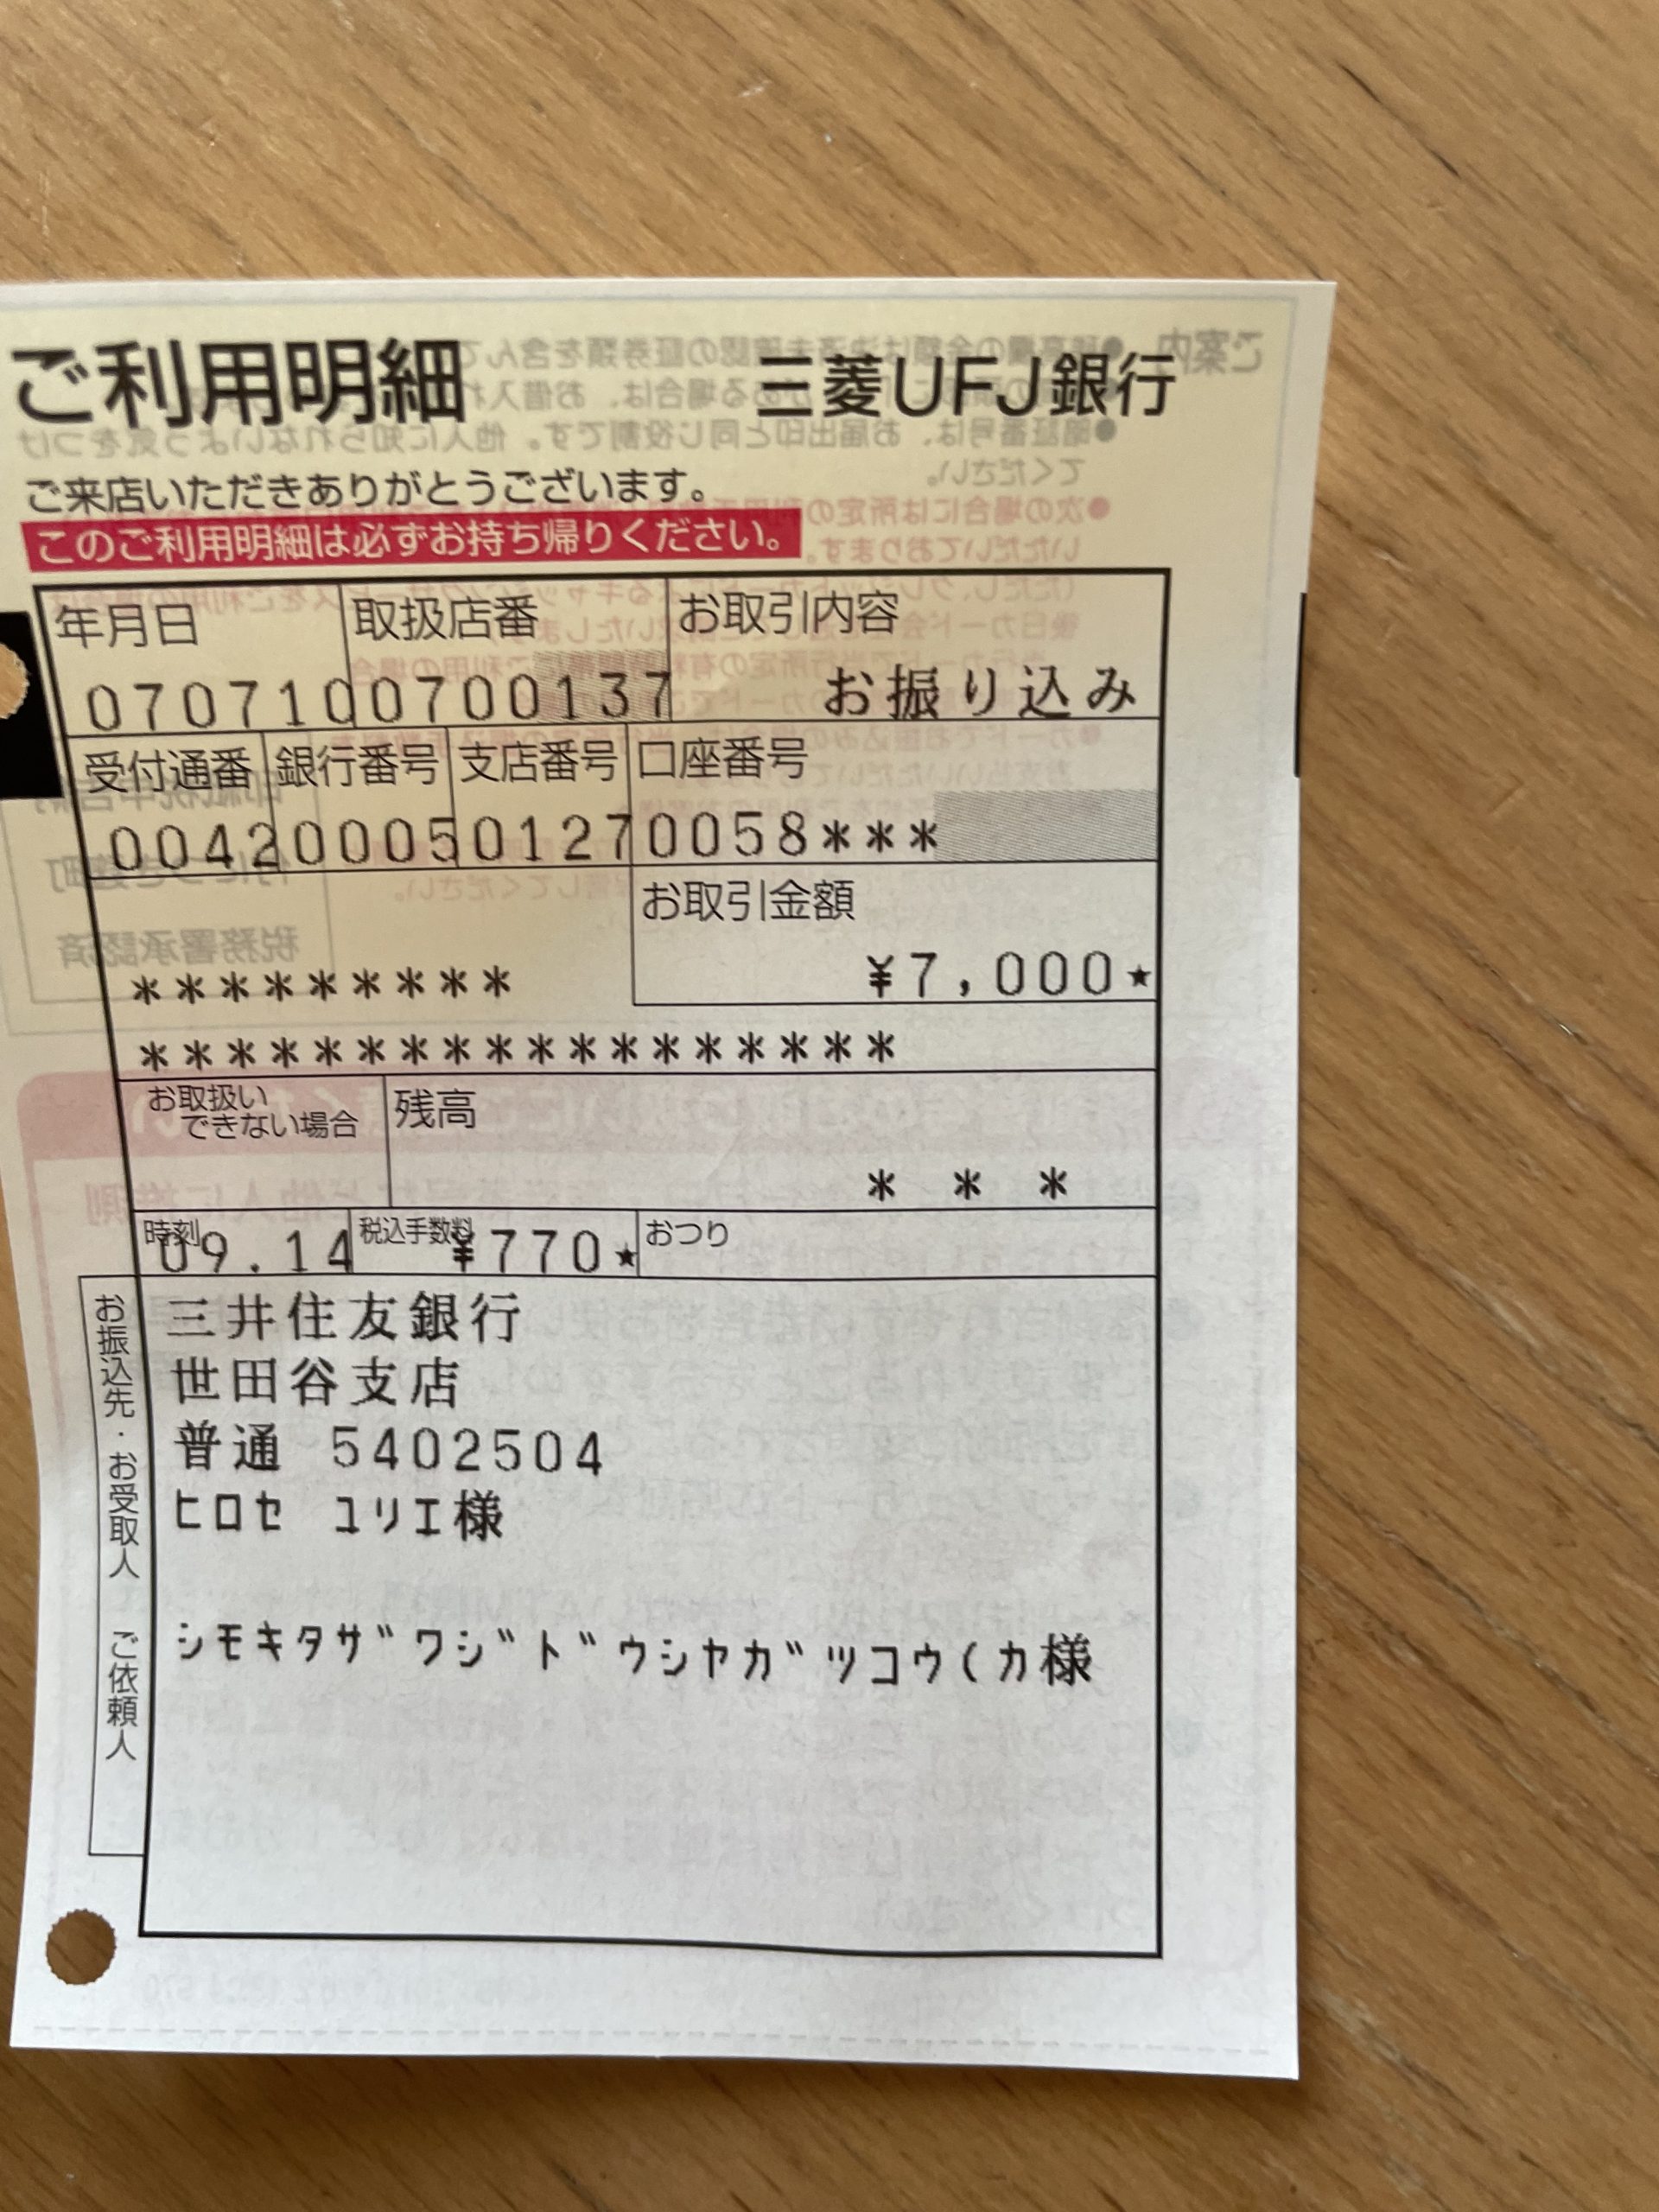 ご利用明細 三菱UFJ銀行
ご来店いただきありがとうございます。
このご利用明細は必ずお持ち帰りください。
年月日 取扱店番 お取引内容
070710 0700137 お振り込み
受付通番 銀行番号 支店番号 口座番号
0042 0005 0127 0058***
お取引金額
********* ¥7,000★
******************
お取扱いできない場合 残高
* * *
時刻 税込手数料 おつり
09.14 ¥770★
お振込先・お受取人 ご依頼人
三井住友銀行
世田谷支店
普通 5402504
ヒロセ ユリエ様
シモキタザワジドウシヤガツコウ(カ様